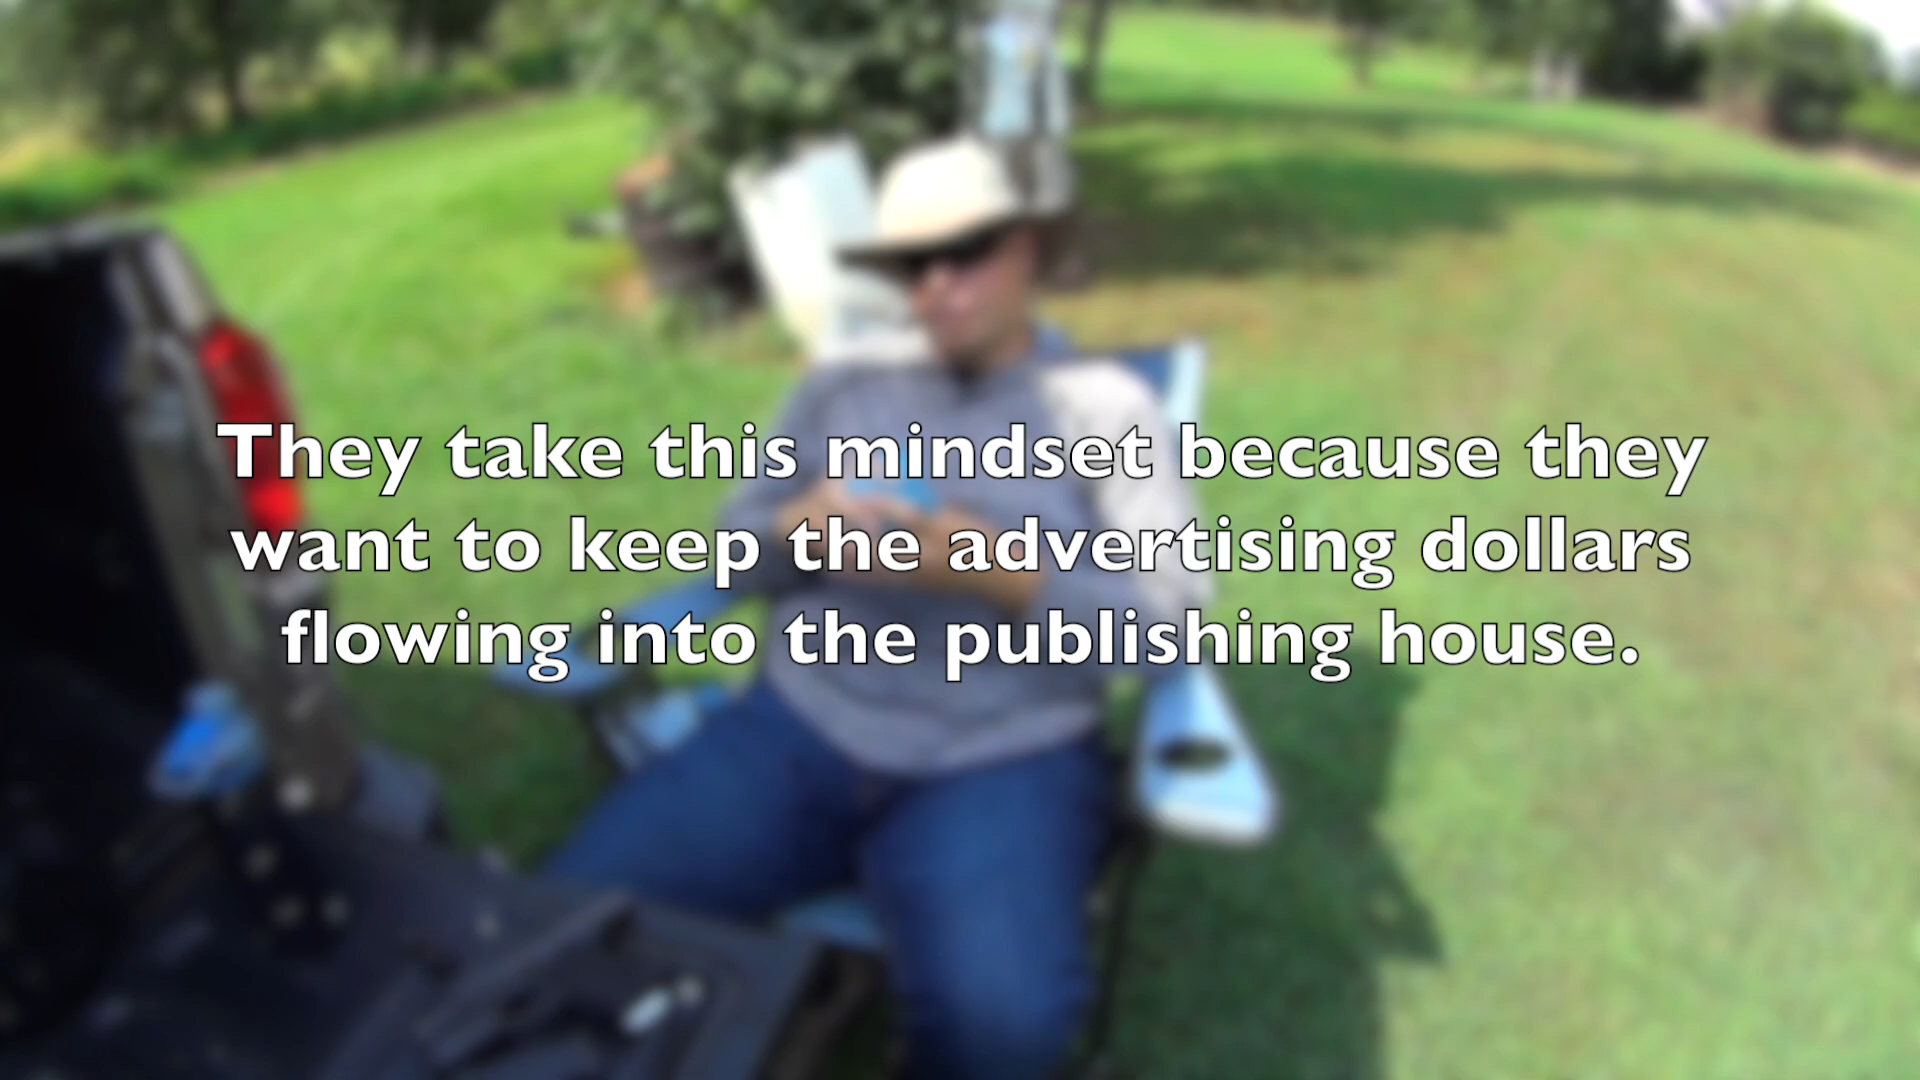 They take this mindset because they
want to keep the advertising dollars
flowing into the publishing house.